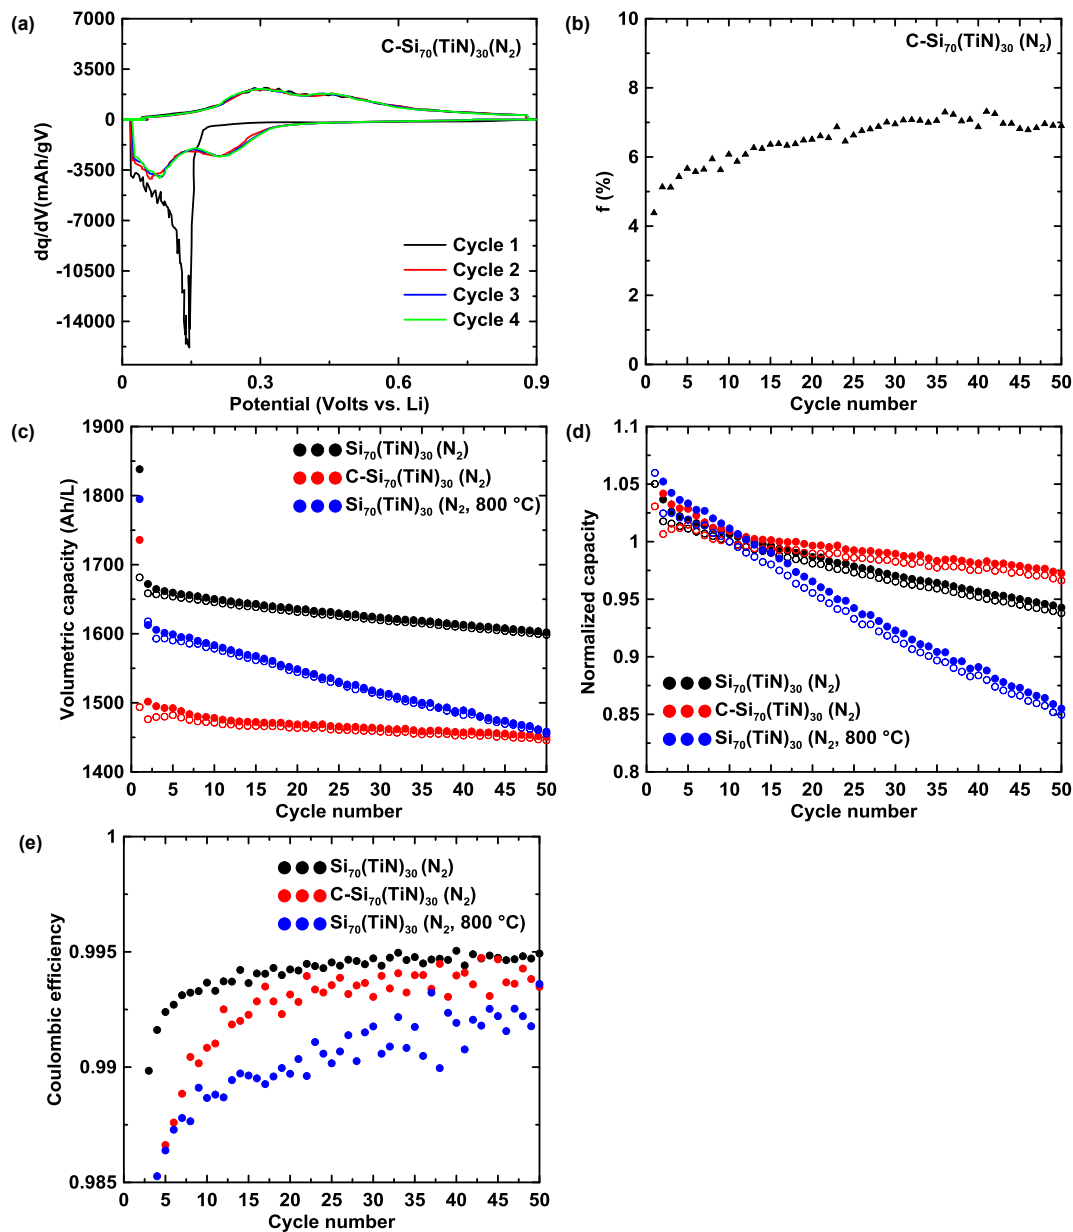 (a)
C-Si70(TiN)30(N2)
7000
3500
0
-3500
-7000
-10500
-14000
dq/dV(mAh/gV)
Cycle 1
Cycle 2
Cycle 3
Cycle 4
0
0.3
0.6
0.9
Potential (Volts vs. Li)
(b)
C-Si70(TiN)30 (N2)
10
8
6
4
2
0
f (%)
0 5 10 15 20 25 30 35 40 45 50
Cycle number
(c)
Si70(TiN)30 (N2)
C-Si70(TiN)30 (N2)
Si70(TiN)30 (N2, 800 °C)
1900
1800
1700
1600
1500
1400
Volumetric capacity (Ah/L)
0 5 10 15 20 25 30 35 40 45 50
Cycle number
(d)
1.1
1.05
1
0.95
0.9
0.85
0.8
Normalized capacity
Si70(TiN)30 (N2)
C-Si70(TiN)30 (N2)
Si70(TiN)30 (N2, 800 °C)
0 5 10 15 20 25 30 35 40 45 50
Cycle number
(e)
Si70(TiN)30 (N2)
C-Si70(TiN)30 (N2)
Si70(TiN)30 (N2, 800 °C)
1
0.995
0.99
0.985
Coulombic efficiency
0 5 10 15 20 25 30 35 40 45 50
Cycle number